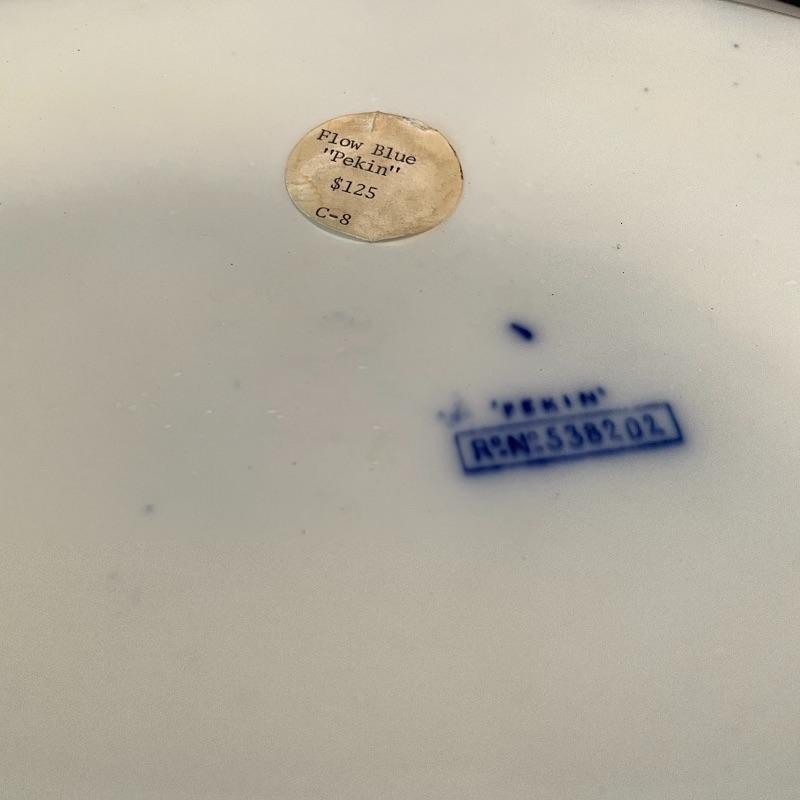 Flow Blue
"Pekin"
$125
C-8
'PEKIN'
Rᵈ.Nº.538202